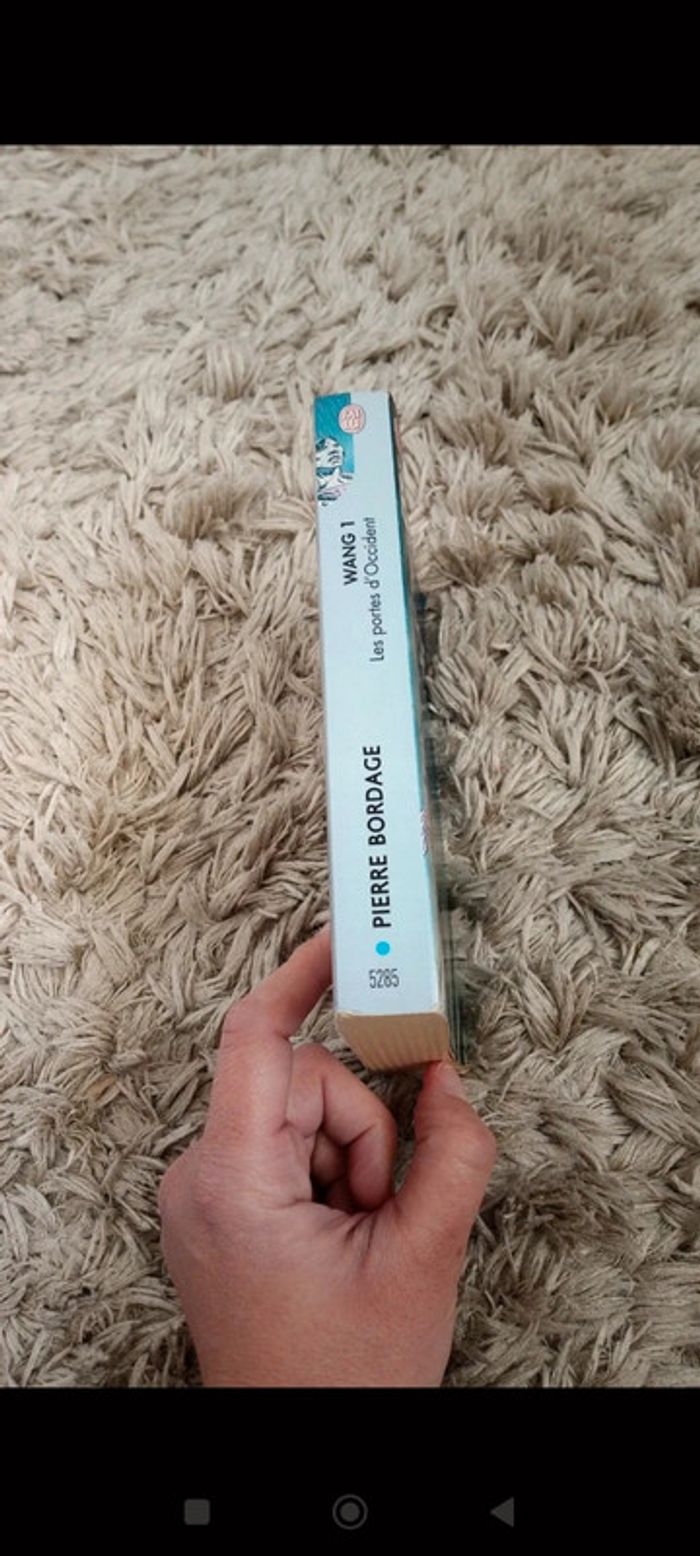 WANG 1
Les portes d'Occident
PIERRE BORDAGE
5285